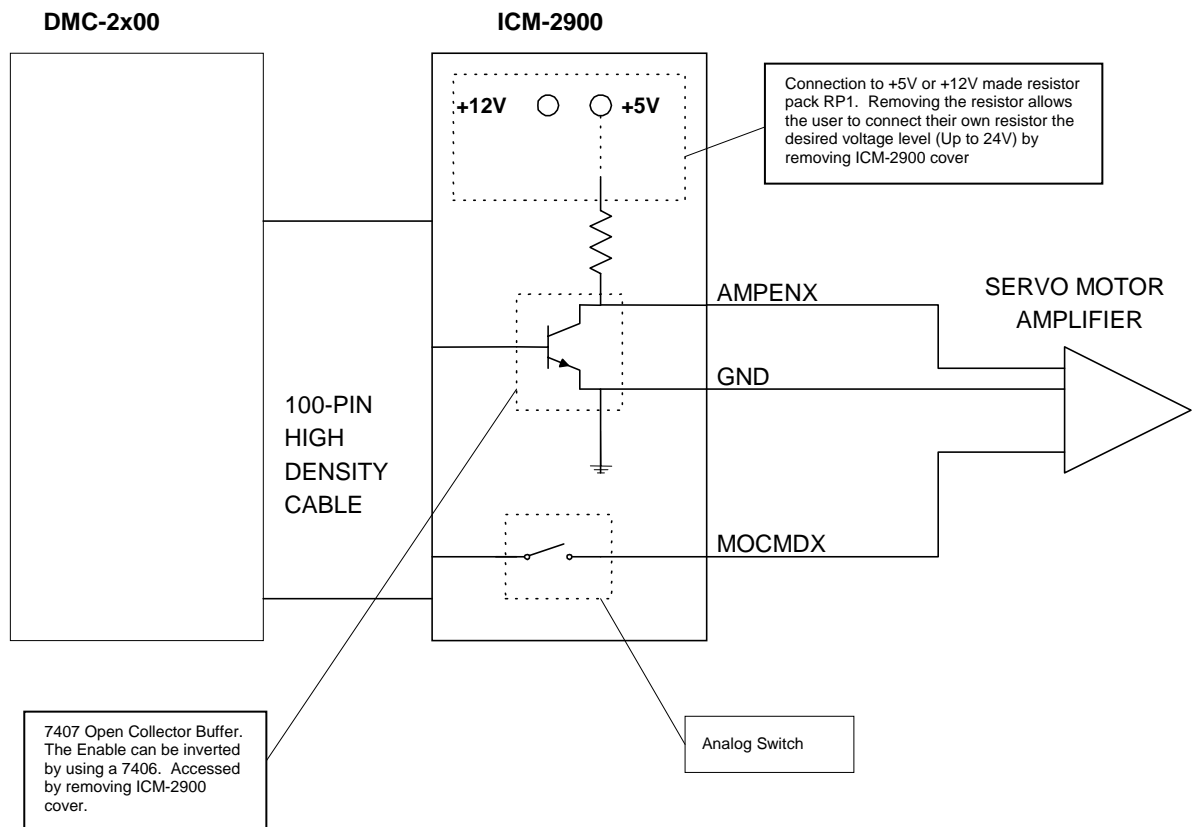 DMC-2x00
ICM-2900
+12V
+5V
Connection to +5V or +12V made resistor
pack RP1. Removing the resistor allows
the user to connect their own resistor the
desired voltage level (Up to 24V) by
removing ICM-2900 cover
AMPENX
SERVO MOTOR
AMPLIFIER
GND
100-PIN
HIGH
DENSITY
CABLE
MOCMDX
7407 Open Collector Buffer.
The Enable can be inverted
by using a 7406. Accessed
by removing ICM-2900
cover.
Analog Switch